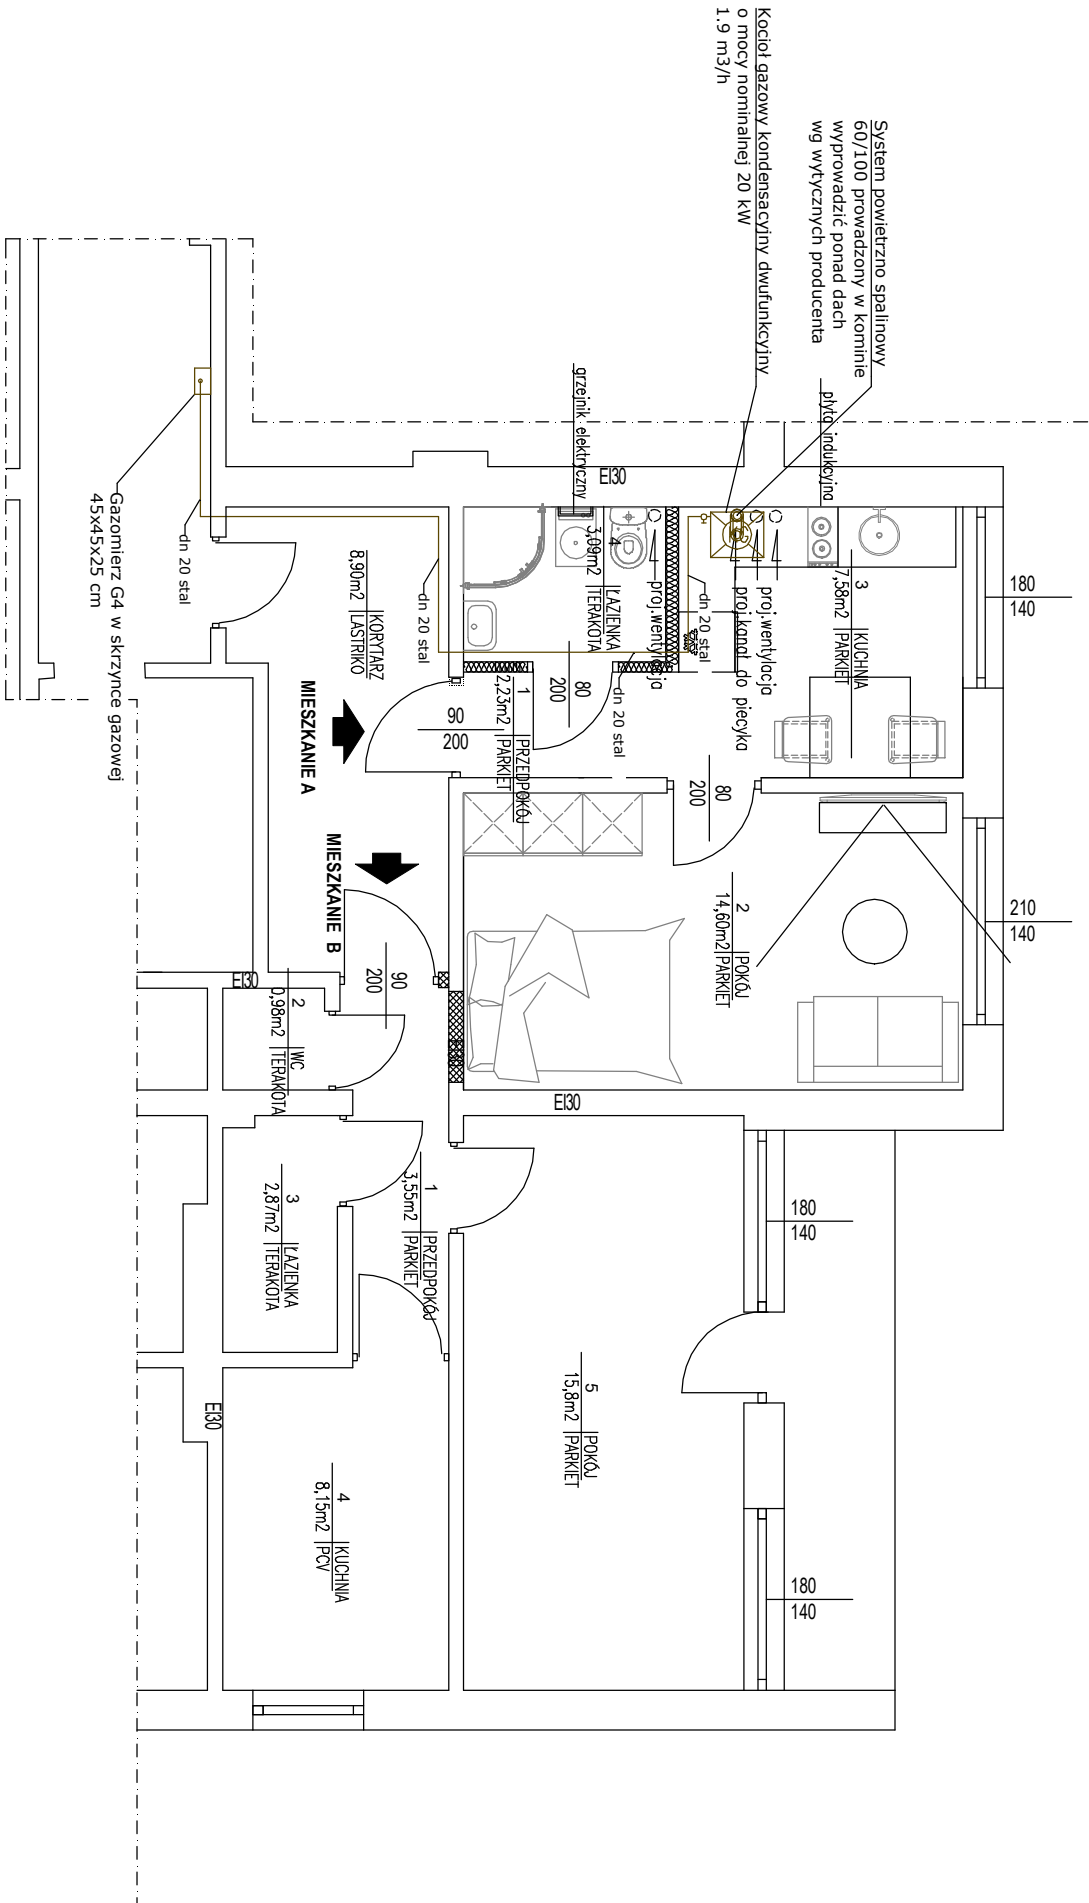 Kocioł gazowy kondensacyjny dwufunkcyjny
o mocy nominalnej 20 kW
1.9 m3/h
System powietrzno spalinowy
60/100 prowadzony w kominie
wyprowadzić ponad dach
wg wytycznych producenta
płyta indukcyjna
grzejnik elektryczny
EI30
180
140
3 KUCHNIA
7,58m2 PARKIET
proj.wentylacja
proj.kanał do piecyka
proj.wentylacja
4 ŁAZIENKA
3,09m2 TERAKOTA
dn 20 stal
dn 20 stal
dn 20 stal
dn 20 stal
Gazomierz G4 w skrzynce gazowej
45x45x25 cm
KORYTARZ
8,90m2 LASTRIKO
80
200
1 PRZEDPOKÓJ
2,23m2 PARKIET
90
200
MIESZKANIE A
80
200
MIESZKANIE B
210
140
2 POKÓJ
14,60m2 PARKIET
90
200
EI30
2 WC
0,98m2 TERAKOTA
EI30
3 ŁAZIENKA
2,87m2 TERAKOTA
1 PRZEDPOKÓJ
3,55m2 PARKIET
180
140
5 POKÓJ
15,8m2 PARKIET
EI30
4 KUCHNIA
8,15m2 PCV
180
140